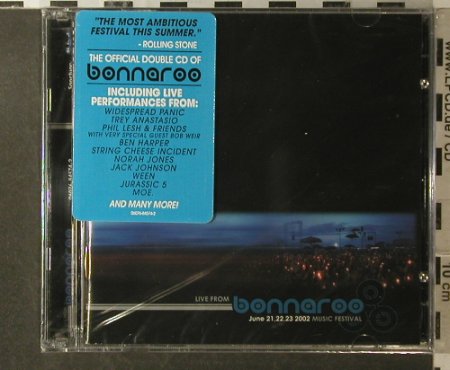 "THE MOST AMBITIOUS
FESTIVAL THIS SUMMER."
- ROLLING STONE
THE OFFICIAL DOUBLE CD OF
bonnaroo
INCLUDING LIVE
PERFORMANCES FROM:
WIDESPREAD PANIC
TREY ANASTASIO
PHIL LESH & FRIENDS
WITH VERY SPECIAL GUEST BOB WEIR
BEN HARPER
STRING CHEESE INCIDENT
NORAH JONES
JACK JOHNSON
WEEN
JURASSIC 5
MOE.
AND MANY MORE!
LIVE FROM
bonnaroo
June 21,22,23 2002 MUSIC FESTIVAL
10 cm